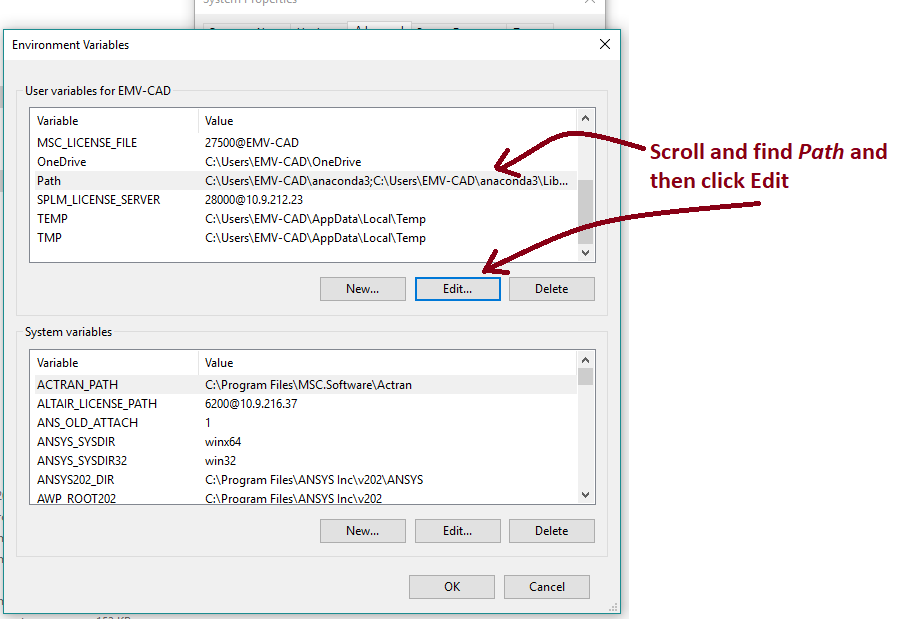 System Properties
Environment Variables
User variables for EMV-CAD
Variable Value
MSC_LICENSE_FILE 27500@EMV-CAD
OneDrive C:\Users\EMV-CAD\OneDrive
Path C:\Users\EMV-CAD\anaconda3;C:\Users\EMV-CAD\anaconda3\Lib...
SPLM_LICENSE_SERVER 28000@10.9.212.23
TEMP C:\Users\EMV-CAD\AppData\Local\Temp
TMP C:\Users\EMV-CAD\AppData\Local\Temp
New... Edit... Delete
Scroll and find Path and
then click Edit
System variables
Variable Value
ACTRAN_PATH C:\Program Files\MSC.Software\Actran
ALTAIR_LICENSE_PATH 6200@10.9.216.37
ANS_OLD_ATTACH 1
ANSYS_SYSDIR winx64
ANSYS_SYSDIR32 win32
ANSYS202_DIR C:\Program Files\ANSYS Inc\v202\ANSYS
AWP_ROOT202 C:\Program Files\ANSYS Inc\v202
New... Edit... Delete
OK Cancel